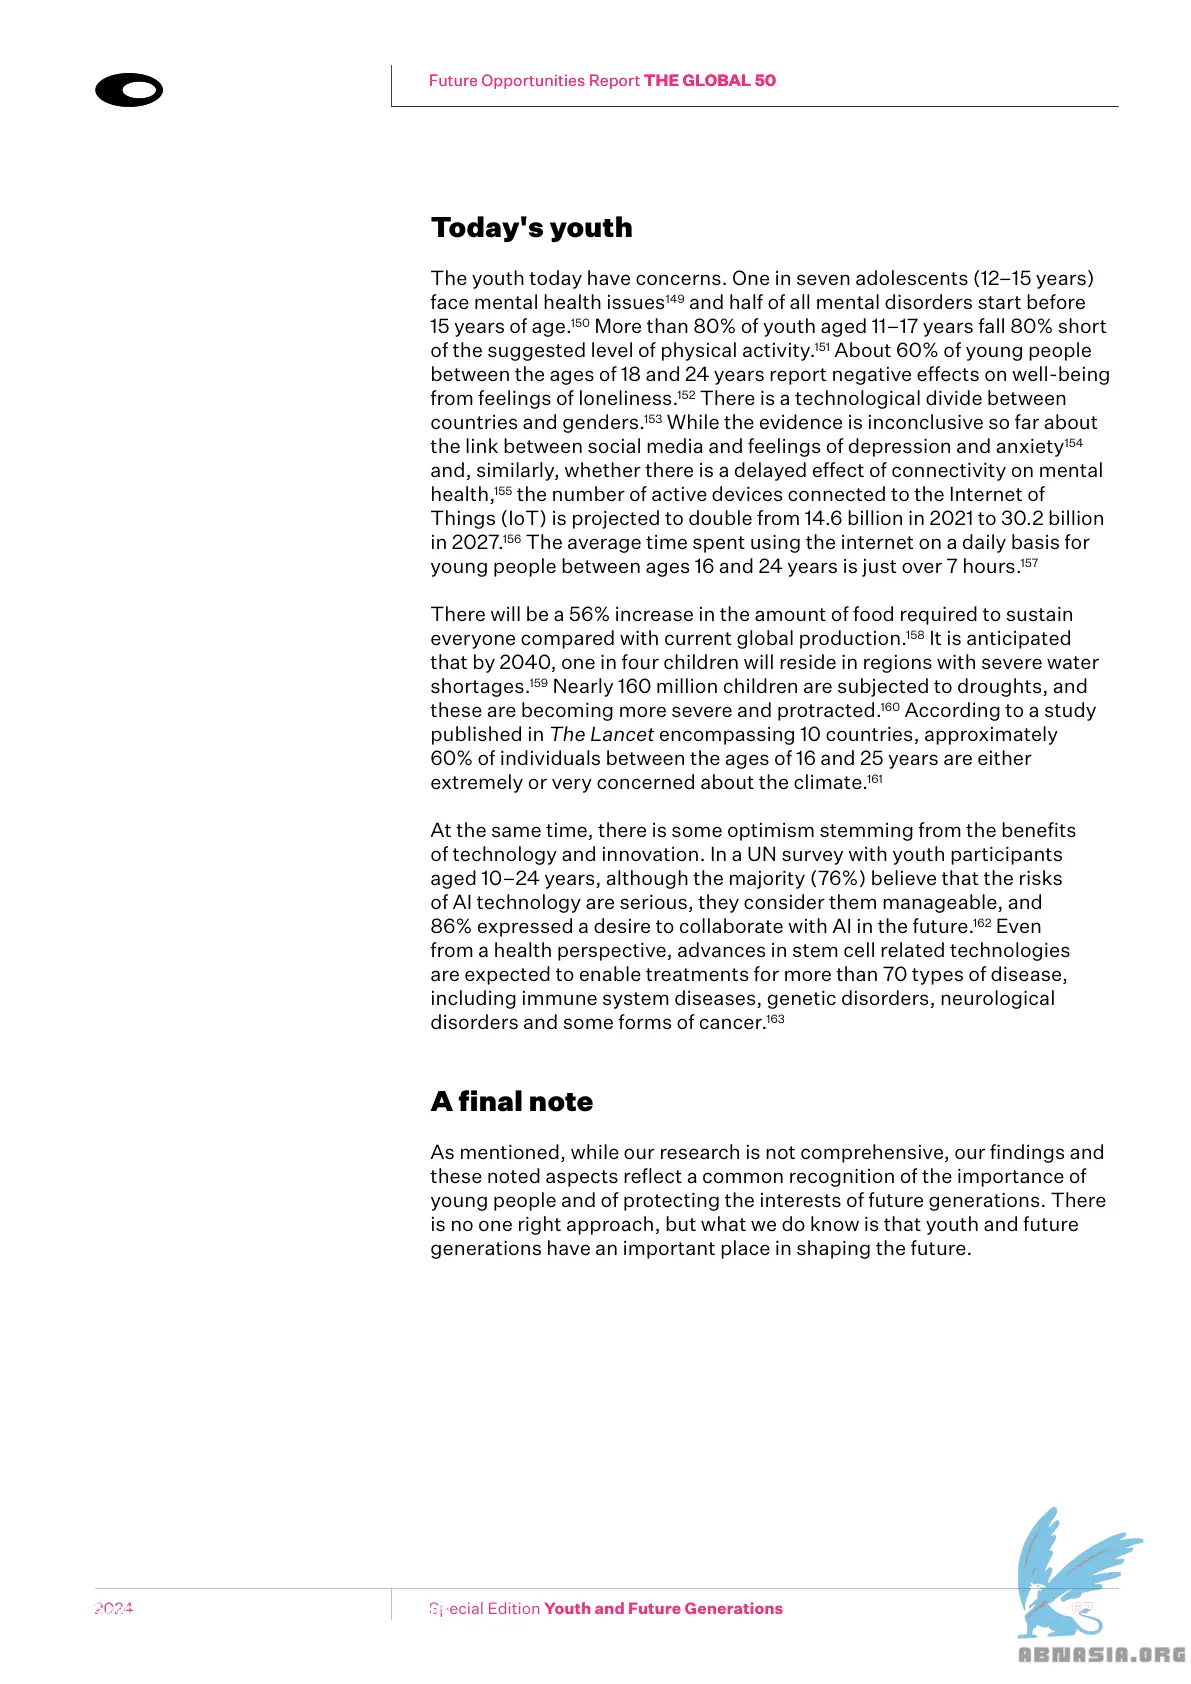 Future Opportunities Report THE GLOBAL 50
Today's youth
The youth today have concerns. One in seven adolescents (12–15 years)
face mental health issues¹⁴⁹ and half of all mental disorders start before
15 years of age.¹⁵⁰ More than 80% of youth aged 11–17 years fall 80% short
of the suggested level of physical activity.¹⁵¹ About 60% of young people
between the ages of 18 and 24 years report negative effects on well-being
from feelings of loneliness.¹⁵² There is a technological divide between
countries and genders.¹⁵³ While the evidence is inconclusive so far about
the link between social media and feelings of depression and anxiety¹⁵⁴
and, similarly, whether there is a delayed effect of connectivity on mental
health,¹⁵⁵ the number of active devices connected to the Internet of
Things (IoT) is projected to double from 14.6 billion in 2021 to 30.2 billion
in 2027.¹⁵⁶ The average time spent using the internet on a daily basis for
young people between ages 16 and 24 years is just over 7 hours.¹⁵⁷
There will be a 56% increase in the amount of food required to sustain
everyone compared with current global production.¹⁵⁸ It is anticipated
that by 2040, one in four children will reside in regions with severe water
shortages.¹⁵⁹ Nearly 160 million children are subjected to droughts, and
these are becoming more severe and protracted.¹⁶⁰ According to a study
published in The Lancet encompassing 10 countries, approximately
60% of individuals between the ages of 16 and 25 years are either
extremely or very concerned about the climate.¹⁶¹
At the same time, there is some optimism stemming from the benefits
of technology and innovation. In a UN survey with youth participants
aged 10–24 years, although the majority (76%) believe that the risks
of AI technology are serious, they consider them manageable, and
86% expressed a desire to collaborate with AI in the future.¹⁶² Even
from a health perspective, advances in stem cell related technologies
are expected to enable treatments for more than 70 types of disease,
including immune system diseases, genetic disorders, neurological
disorders and some forms of cancer.¹⁶³
A final note
As mentioned, while our research is not comprehensive, our findings and
these noted aspects reflect a common recognition of the importance of
young people and of protecting the interests of future generations. There
is no one right approach, but what we do know is that youth and future
generations have an important place in shaping the future.
2024
Special Edition Youth and Future Generations
ABNASIA.ORG